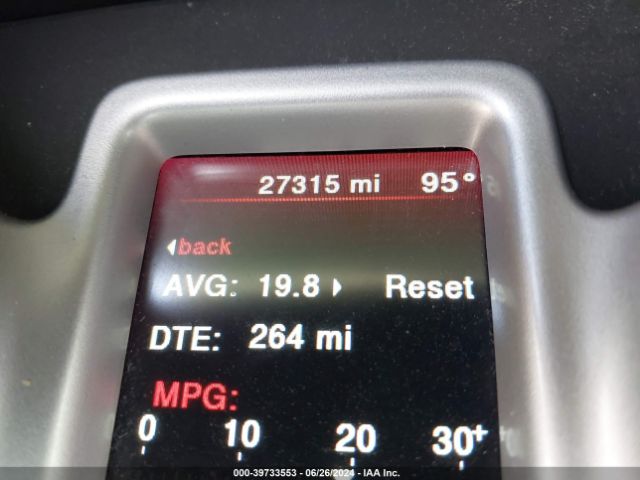 27315 mi 95°
back
AVG: 19.8 Reset
DTE: 264 mi
MPG:
0 10 20 30+
000-39733553 - 06/26/2024 - IAA Inc.